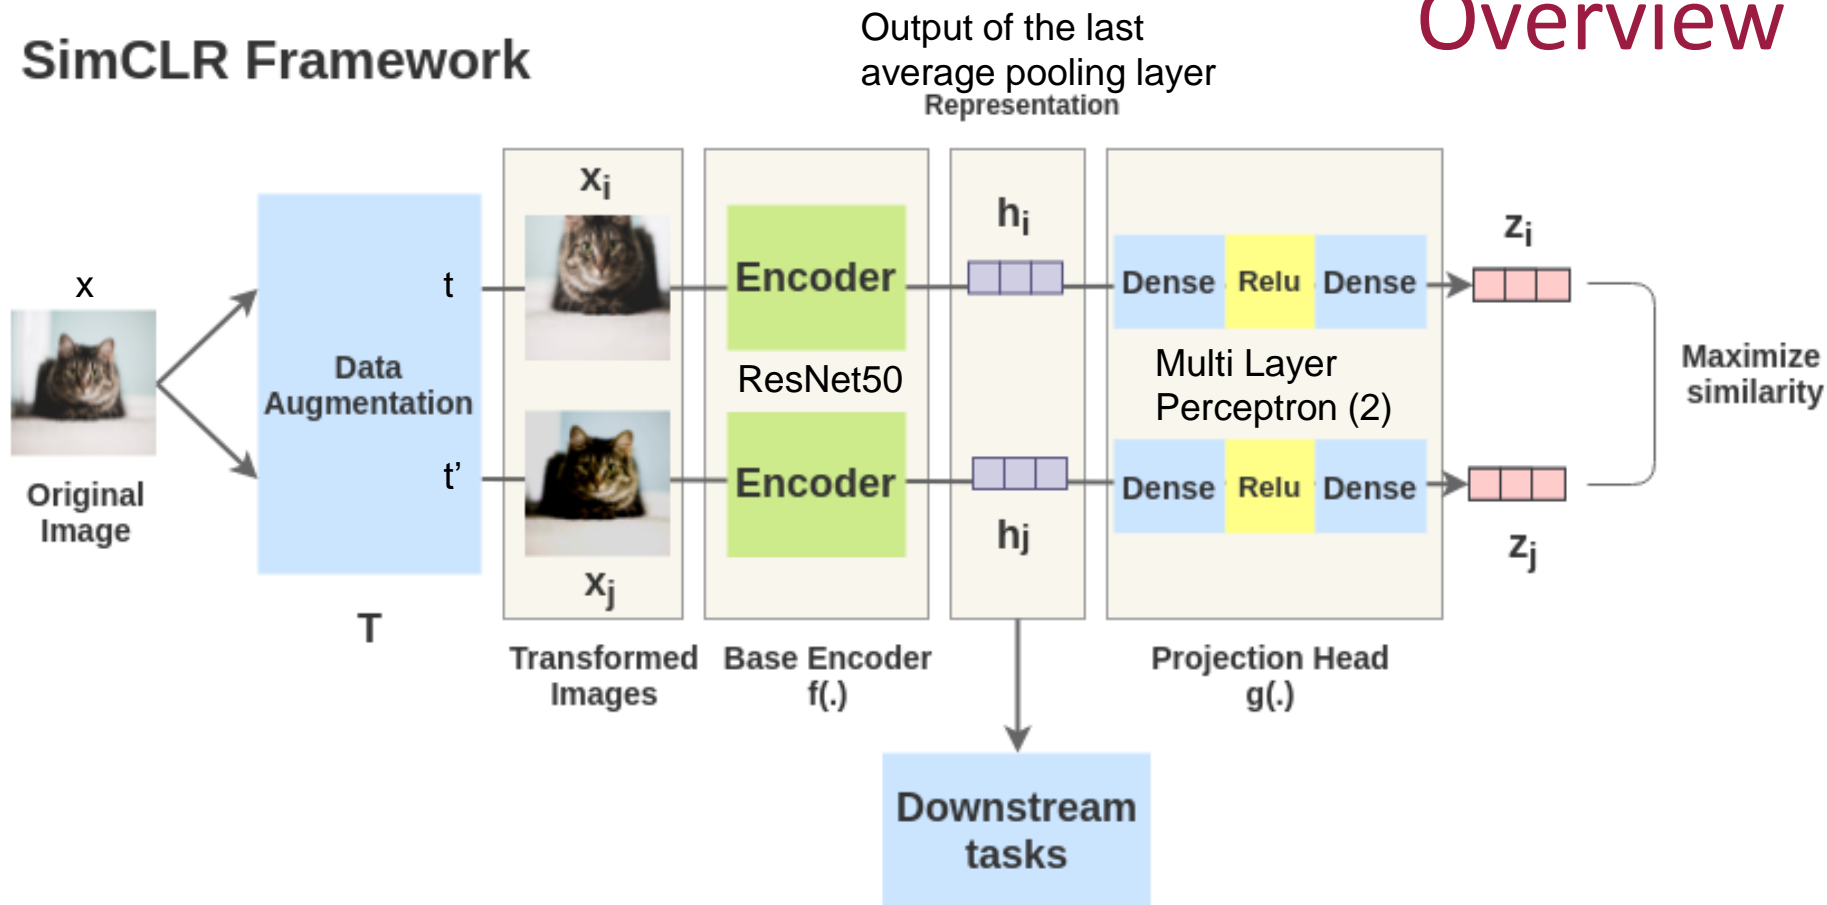 Overview
SimCLR Framework
Output of the last
average pooling layer
Representation
x
Original
Image
Data
Augmentation
t
t’
T
xi
xj
Transformed
Images
Encoder
ResNet50
Encoder
Base Encoder
f(.)
hi
hj
Dense Relu Dense
Multi Layer
Perceptron (2)
Dense Relu Dense
Projection Head
g(.)
zi
zj
Maximize
similarity
Downstream
tasks